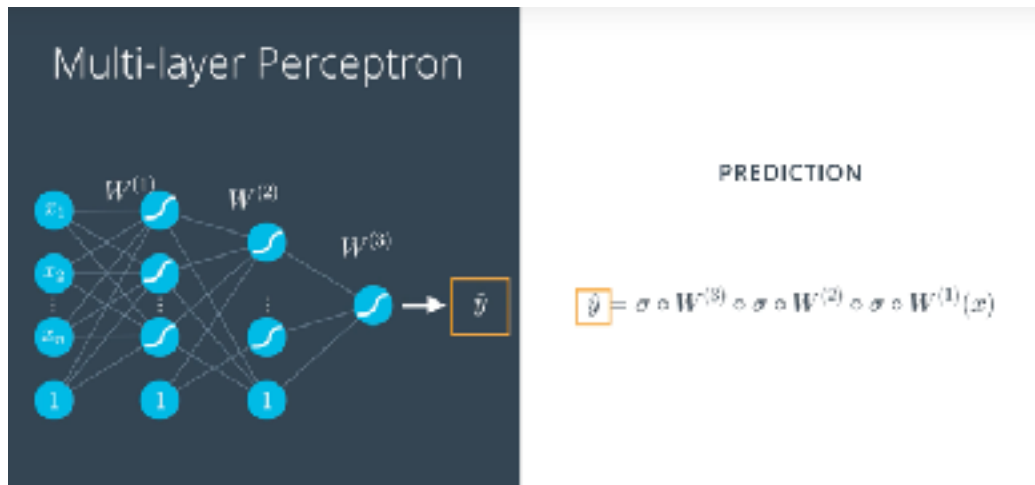 Multi-layer Perceptron
W⁽¹⁾
W⁽²⁾
W⁽³⁾
x₁
x₂
⋮
xₙ
1
⋮
1
⋮
1
ŷ
PREDICTION
ŷ = σ ∘ W⁽³⁾ ∘ σ ∘ W⁽²⁾ ∘ σ ∘ W⁽¹⁾(x)